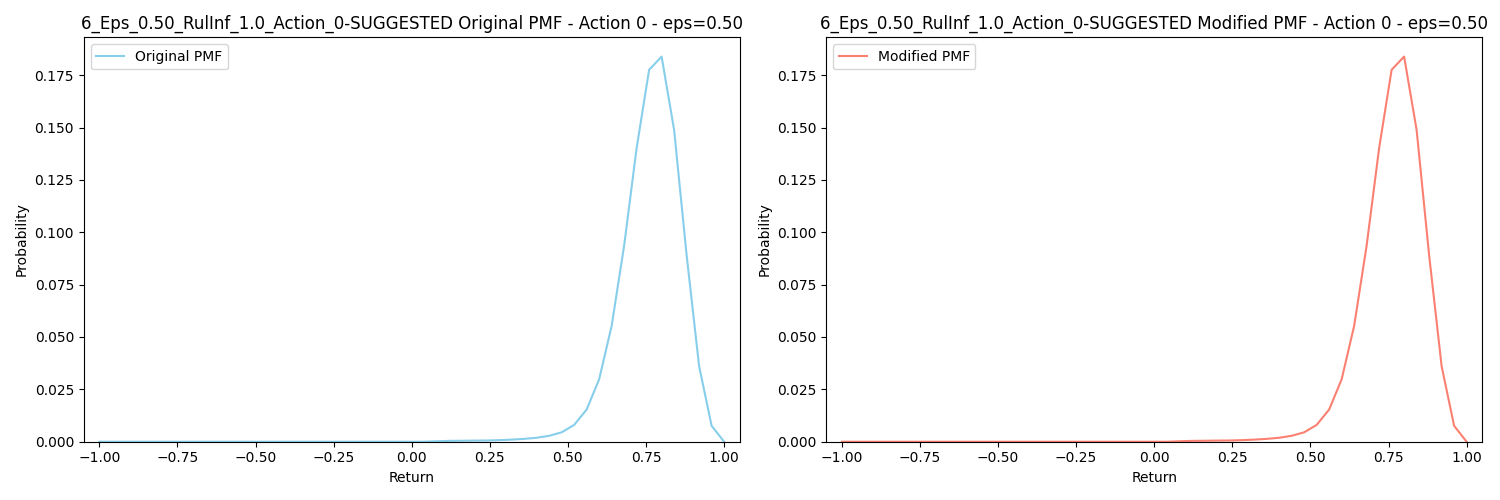 6_Eps_0.50_RulInf_1.0_Action_0-SUGGESTED Original PMF - Action 0 - eps=0.50
Original PMF
0.175
0.150
0.125
0.100
0.075
0.050
0.025
0.000
Probability
−1.00 −0.75 −0.50 −0.25 0.00 0.25 0.50 0.75 1.00
Return
6_Eps_0.50_RulInf_1.0_Action_0-SUGGESTED Modified PMF - Action 0 - eps=0.50
Modified PMF
0.175
0.150
0.125
0.100
0.075
0.050
0.025
0.000
Probability
−1.00 −0.75 −0.50 −0.25 0.00 0.25 0.50 0.75 1.00
Return